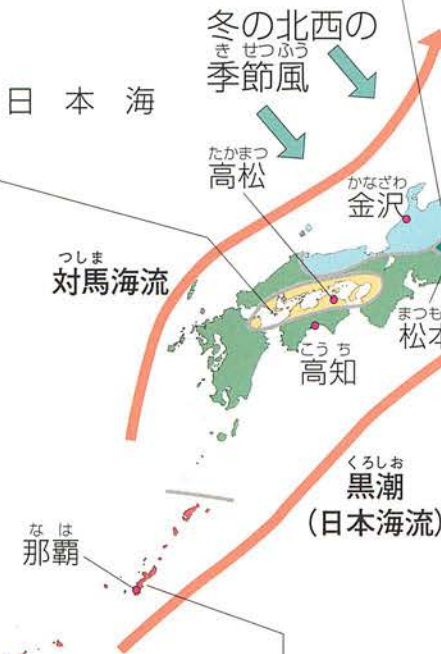 冬の北西の
きせつふう
季節風
日本海
たかまつ
高松
かなざわ
金沢
つしま
対馬海流
まつも
松本
こうち
高知
くろしお
黒潮
(日本海流)
なは
那覇